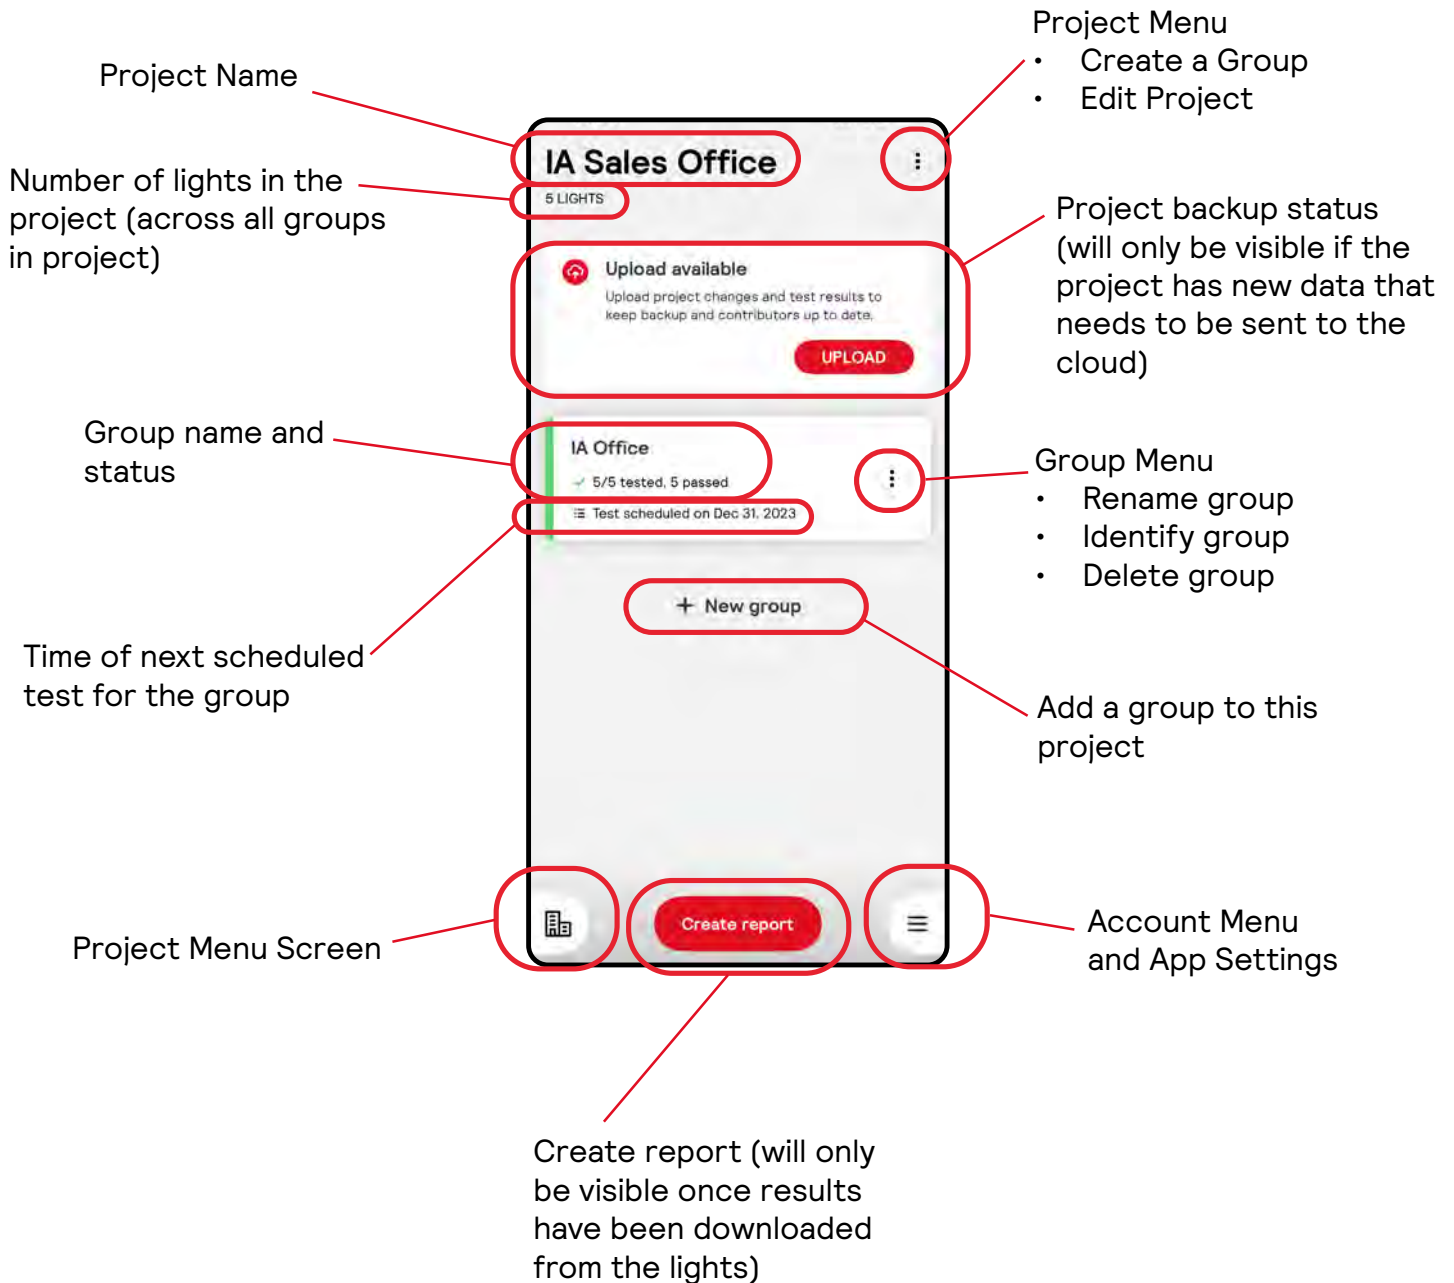 Project Menu
• Create a Group
• Edit Project
Project Name
IA Sales Office
5 LIGHTS
Number of lights in the
project (across all groups
in project)
Project backup status
(will only be visible if the
project has new data that
needs to be sent to the
cloud)
Upload available
Upload project changes and test results to
keep backup and contributors up to date.
UPLOAD
Group name and
status
IA Office
5/5 tested, 5 passed
Test scheduled on Dec 31, 2023
Group Menu
• Rename group
• Identify group
• Delete group
+ New group
Time of next scheduled
test for the group
Add a group to this
project
Project Menu Screen
Create report
Account Menu
and App Settings
Create report (will only
be visible once results
have been downloaded
from the lights)